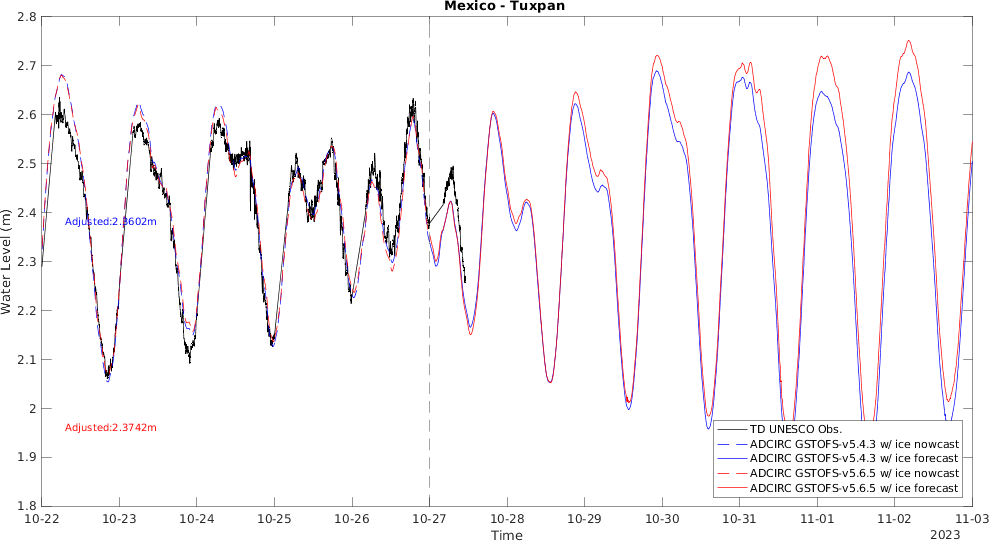 Mexico - Tuxpan
2.8
2.7
2.6
2.5
2.4
2.3
2.2
2.1
2
1.9
1.8
Water Level (m)
Adjusted:2.3602m
Adjusted:2.3742m
TD UNESCO Obs.
ADCIRC GSTOFS-v5.4.3 w/ ice nowcast
ADCIRC GSTOFS-v5.4.3 w/ ice forecast
ADCIRC GSTOFS-v5.6.5 w/ ice nowcast
ADCIRC GSTOFS-v5.6.5 w/ ice forecast
10-22 10-23 10-24 10-25 10-26 10-27 10-28 10-29 10-30 10-31 11-01 11-02 11-03
Time
2023